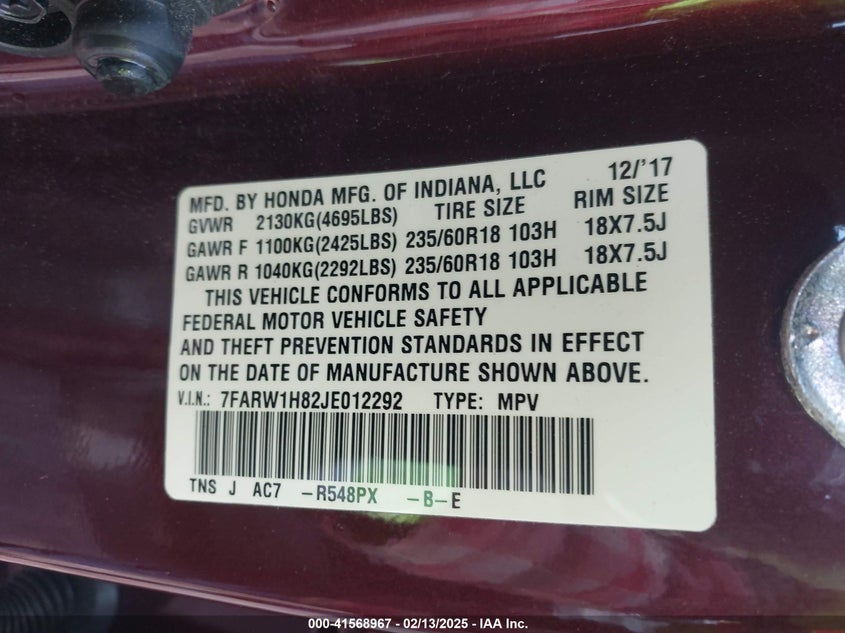 MFD. BY HONDA MFG. OF INDIANA, LLC 12/'17
GVWR 2130KG(4695LBS) TIRE SIZE RIM SIZE
GAWR F 1100KG(2425LBS) 235/60R18 103H 18X7.5J
GAWR R 1040KG(2292LBS) 235/60R18 103H 18X7.5J
THIS VEHICLE CONFORMS TO ALL APPLICABLE
FEDERAL MOTOR VEHICLE SAFETY
AND THEFT PREVENTION STANDARDS IN EFFECT
ON THE DATE OF MANUFACTURE SHOWN ABOVE.
V.I.N.: 7FARW1H82JE012292 TYPE: MPV
TNS J AC7 -R548PX -B-E
000-41568967 - 02/13/2025 - IAA Inc.